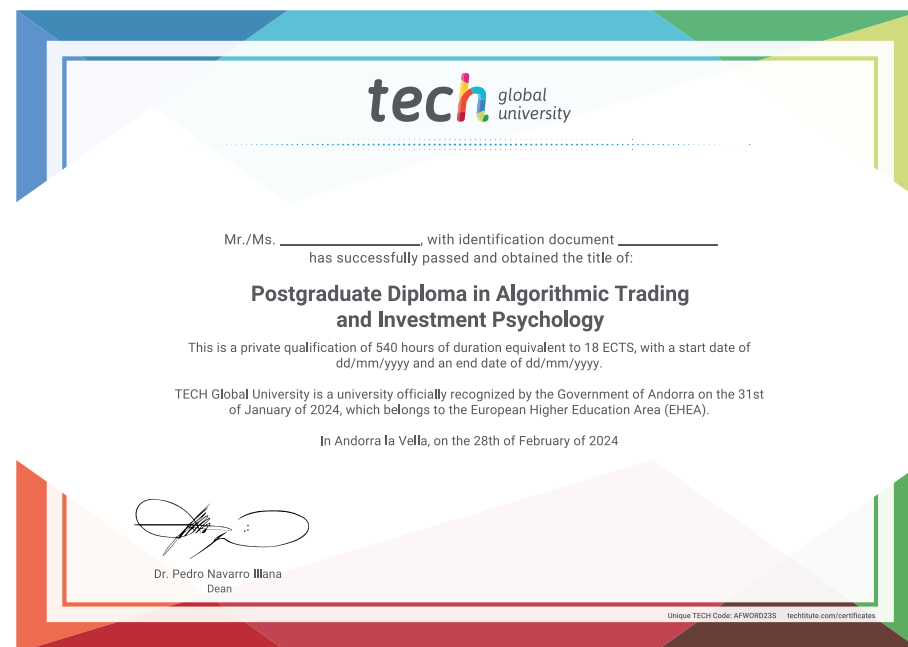 tech global university
Mr./Ms. ____________, with identification document ____________
has successfully passed and obtained the title of:
Postgraduate Diploma in Algorithmic Trading
and Investment Psychology
This is a private qualification of 540 hours of duration equivalent to 18 ECTS, with a start date of
dd/mm/yyyy and an end date of dd/mm/yyyy.
TECH Global University is a university officially recognized by the Government of Andorra on the 31st
of January of 2024, which belongs to the European Higher Education Area (EHEA).
In Andorra la Vella, on the 28th of February of 2024
Dr. Pedro Navarro Illana
Dean
Unique TECH Code: AFWORD23S techtitute.com/certificates